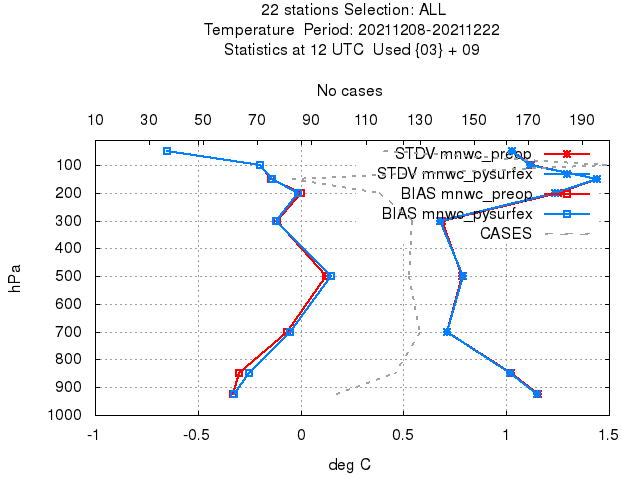 22 stations Selection: ALL
Temperature  Period: 20211208-20211222
Statistics at 12 UTC  Used {03} + 09
No cases
10 30 50 70 90 110 130 150 170 190
STDV mnwc_preop
STDV mnwc_pysurfex
BIAS mnwc_preop
BIAS mnwc_pysurfex
CASES
hPa
100
200
300
400
500
600
700
800
900
1000
-1 -0.5 0 0.5 1 1.5
deg C